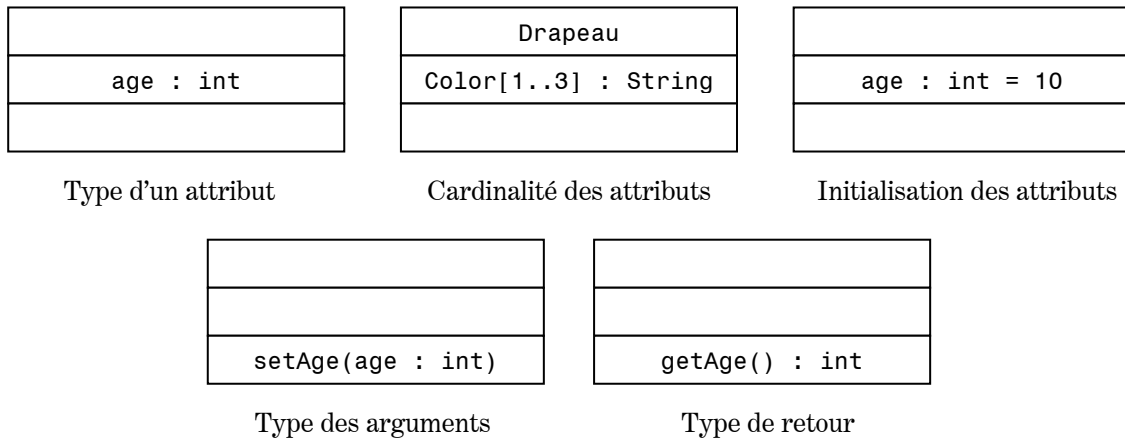 Drapeau
age : int
Color[1..3] : String
age : int = 10
Type d'un attribut
Cardinalité des attributs
Initialisation des attributs
setAge(age : int)
getAge() : int
Type des arguments
Type de retour